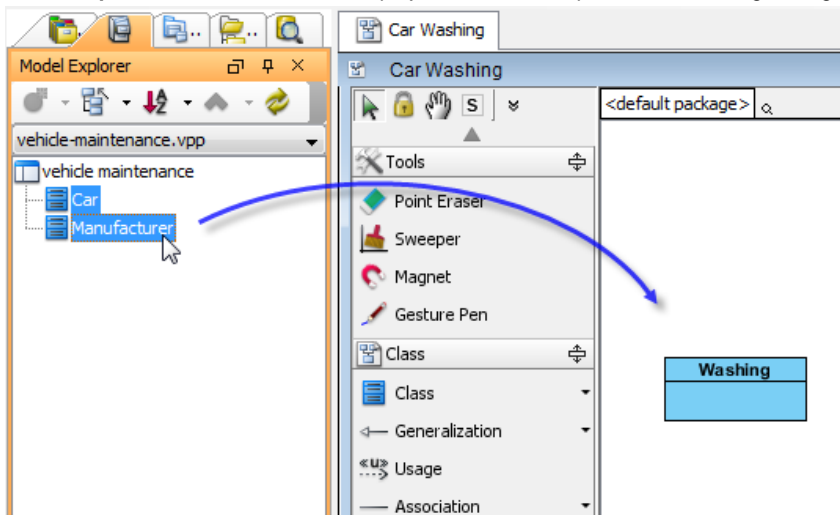 Car Washing
Model Explorer
Car Washing
S
<default package>
vehicle-maintenance.vpp
vehicle maintenance
Car
Manufacturer
Tools
Point Eraser
Sweeper
Magnet
Gesture Pen
Class
Class
Generalization
«U» Usage
Association
Washing